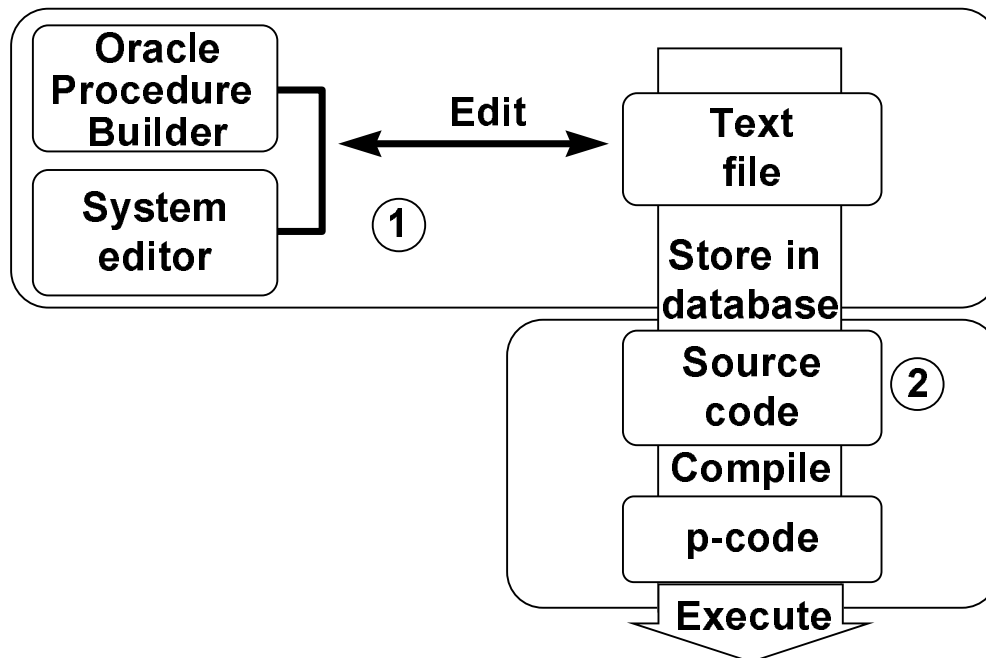 Oracle
Procedure
Builder
System
editor
Edit
1
Text
file
Store in
database
Source
code
2
Compile
p-code
Execute